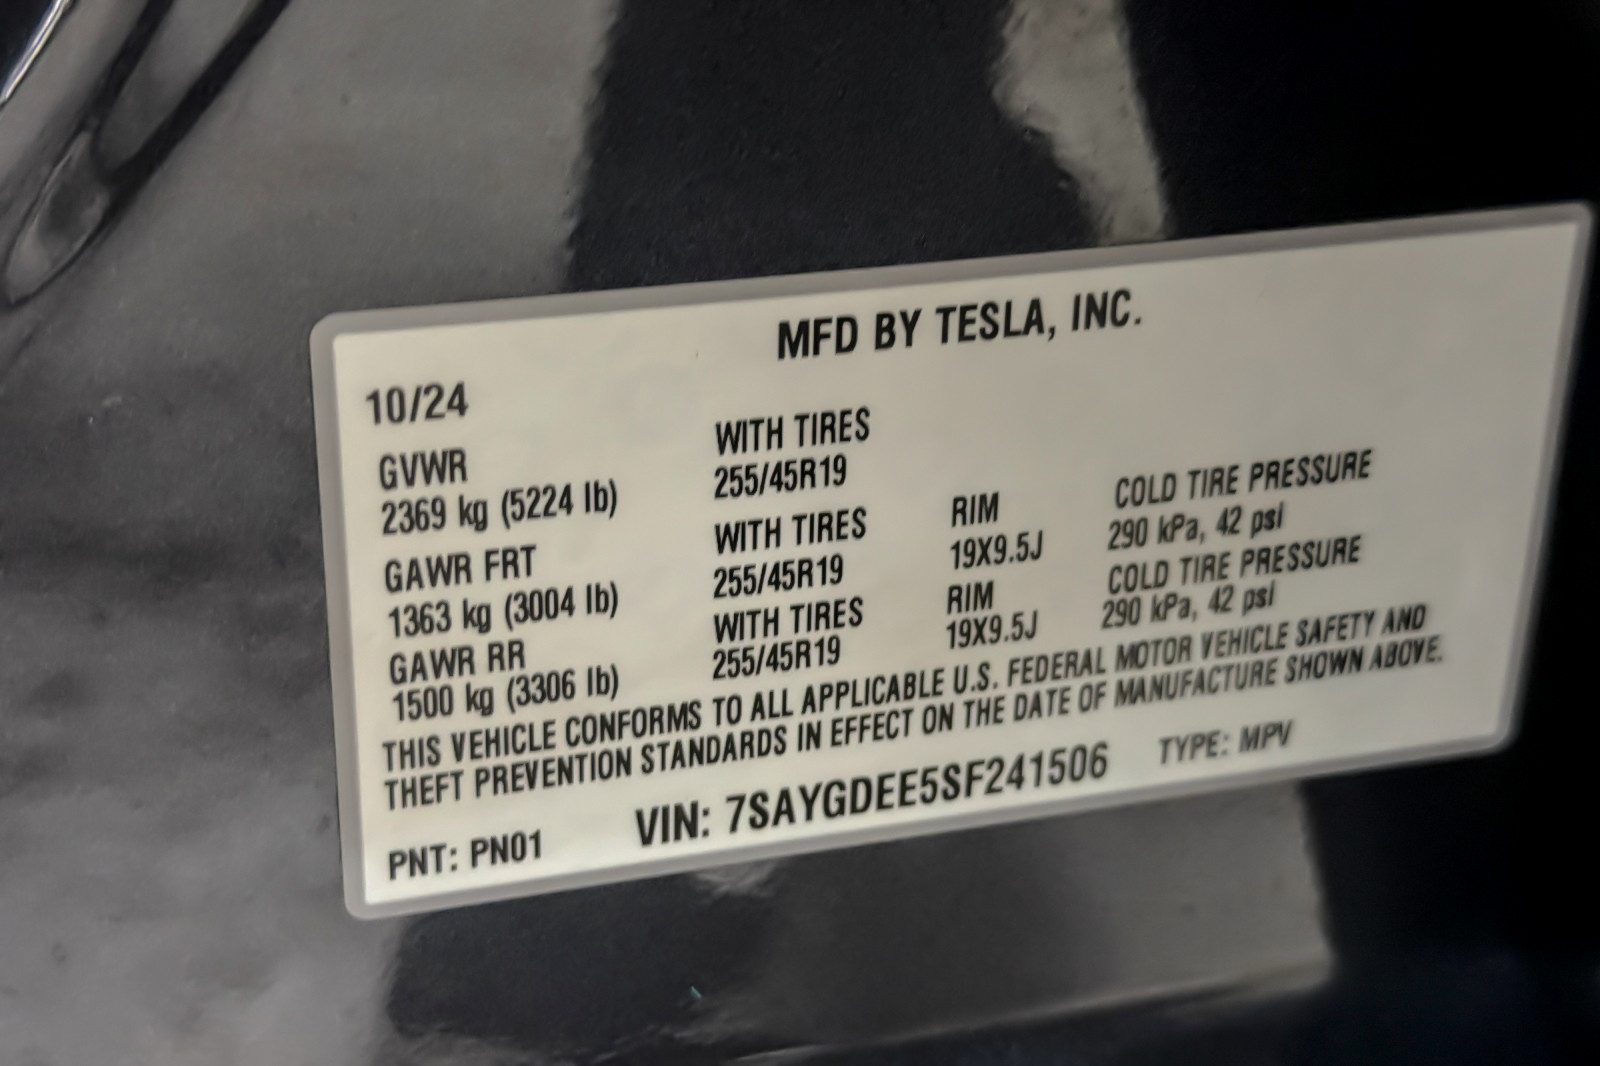 MFD BY TESLA, INC.
10/24
GVWR WITH TIRES
2369 kg (5224 lb) 255/45R19
GAWR FRT WITH TIRES RIM COLD TIRE PRESSURE
1363 kg (3004 lb) 255/45R19 19X9.5J 290 kPa, 42 psi
GAWR RR WITH TIRES RIM COLD TIRE PRESSURE
1500 kg (3306 lb) 255/45R19 19X9.5J 290 kPa, 42 psi
THIS VEHICLE CONFORMS TO ALL APPLICABLE U.S. FEDERAL MOTOR VEHICLE SAFETY AND
THEFT PREVENTION STANDARDS IN EFFECT ON THE DATE OF MANUFACTURE SHOWN ABOVE.
PNT: PN01 VIN: 7SAYGDEE5SF241506 TYPE: MPV